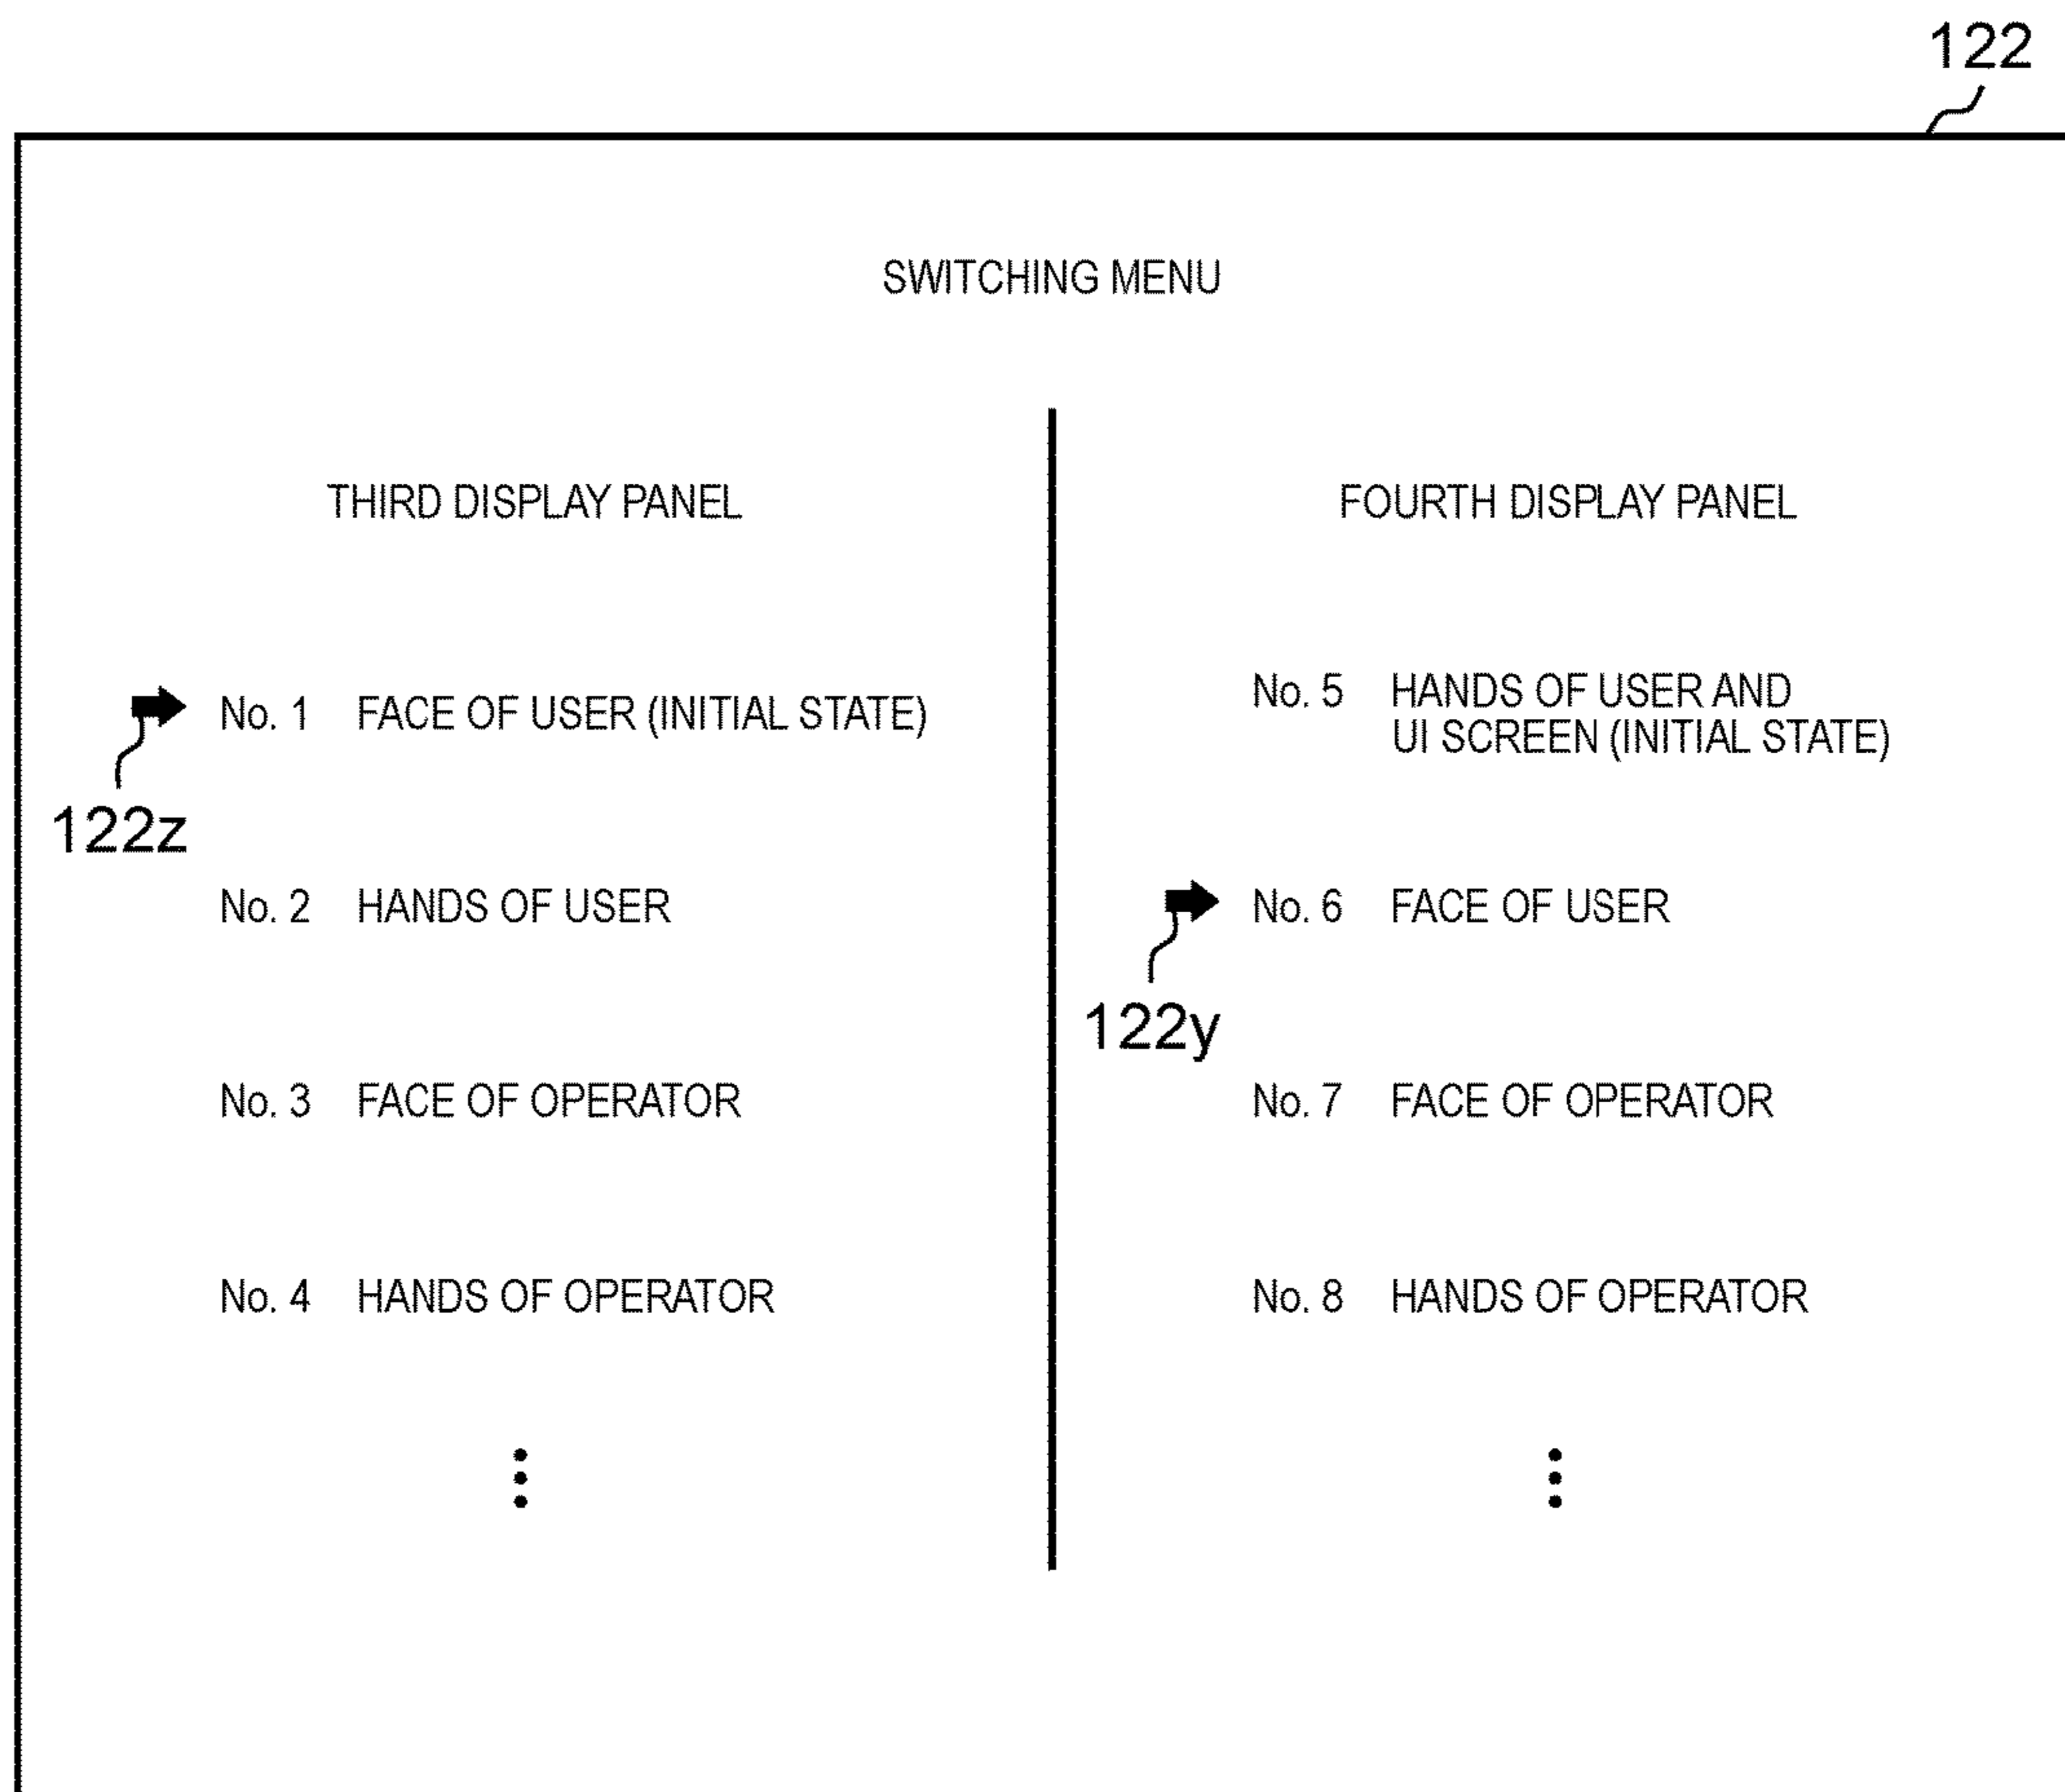 122
SWITCHING MENU
THIRD DISPLAY PANEL
No. 1 FACE OF USER (INITIAL STATE)
122z
No. 2 HANDS OF USER
No. 3 FACE OF OPERATOR
No. 4 HANDS OF OPERATOR
FOURTH DISPLAY PANEL
No. 5 HANDS OF USER AND
UI SCREEN (INITIAL STATE)
No. 6 FACE OF USER
122y
No. 7 FACE OF OPERATOR
No. 8 HANDS OF OPERATOR